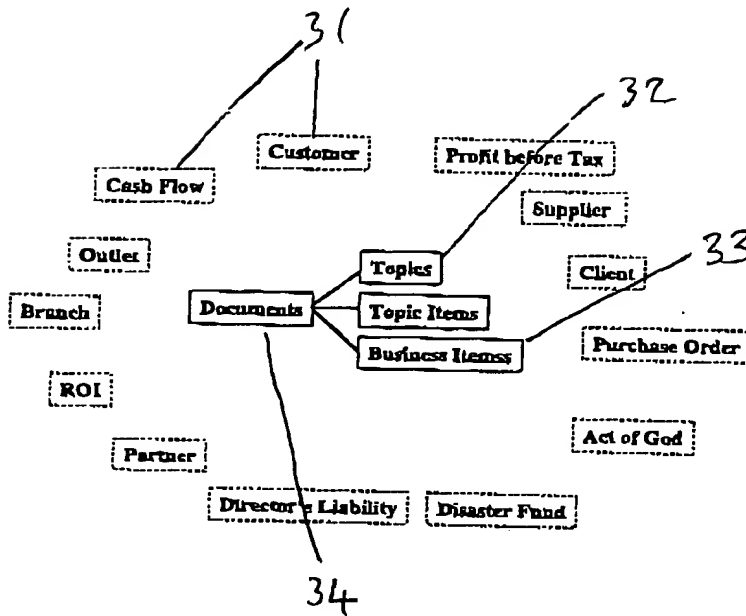 31
32
Customer
Profit before Tax
Cash Flow
Supplier
Outlet
Topics
Client
33
Branch
Documents
Topic Items
Business Itemss
Purchase Order
ROI
Act of God
Partner
Director's Liability
Disaster Fund
34